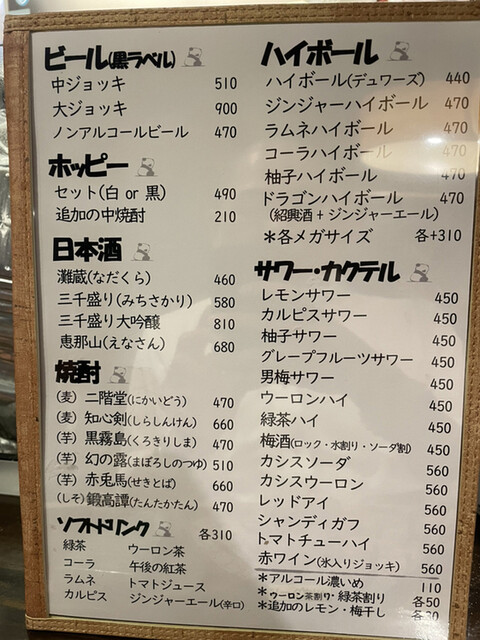 ビール(黒ラベル)
中ジョッキ 510
大ジョッキ 900
ノンアルコールビール 470
ホッピー
セット(白 or 黒) 490
追加の中焼酎 210
日本酒
灘蔵(なだくら) 460
三千盛り(みちさかり) 580
三千盛り大吟醸 810
恵那山(えなさん) 680
焼酎
(麦) 二階堂(にかいどう) 470
(麦) 知心剣(しらしんけん) 660
(芋) 黒霧島(くろきりしま) 470
(芋) 幻の露(まぼろしのつゆ) 510
(芋) 赤兎馬(せきとば) 660
(しそ) 鍛高譚(たんたかたん) 470
ソフトドリンク 各310
緑茶 ウーロン茶
コーラ 午後の紅茶
ラムネ トマトジュース
カルピス ジンジャーエール(辛口)
ハイボール
ハイボール(デュワーズ) 440
ジンジャーハイボール 470
ラムネハイボール 470
コーラハイボール 470
柚子ハイボール 470
ドラゴンハイボール 470
(紹興酒 + ジンジャーエール)
*各メガサイズ 各+310
サワー・カクテル
レモンサワー 450
カルピスサワー 450
柚子サワー 450
グレープフルーツサワー 450
男梅サワー 450
ウーロンハイ 450
緑茶ハイ 450
梅酒(ロック・水割り・ソーダ割) 450
カシスソーダ 560
カシスウーロン 560
レッドアイ 560
シャンディガフ 560
トマトチューハイ 560
赤ワイン(氷入りジョッキ) 560
*アルコール濃いめ 110
*ウーロン茶割り・緑茶割り 各50
*追加のレモン・梅干し